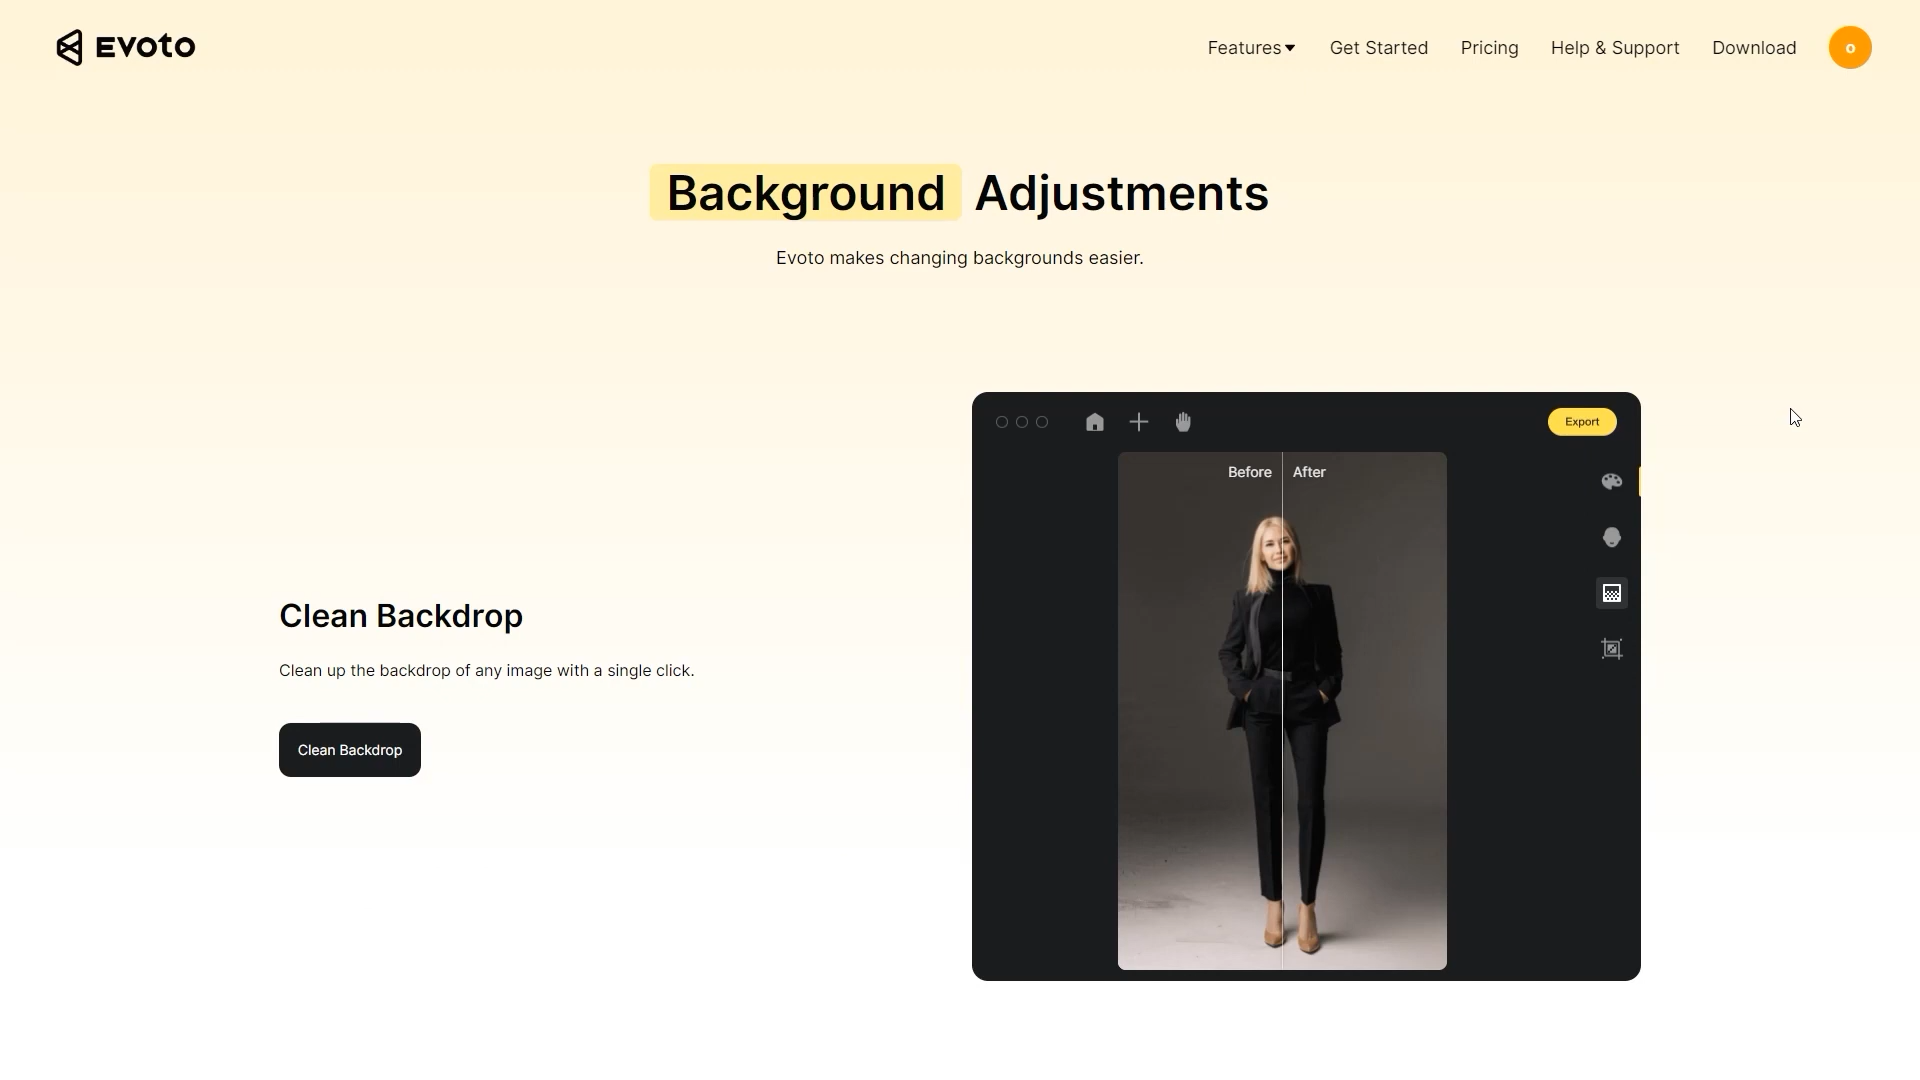 EVOTO
Features Get Started Pricing Help & Support Download o
Background Adjustments
Evoto makes changing backgrounds easier.
Export
Before After
Clean Backdrop
Clean up the backdrop of any image with a single click.
Clean Backdrop